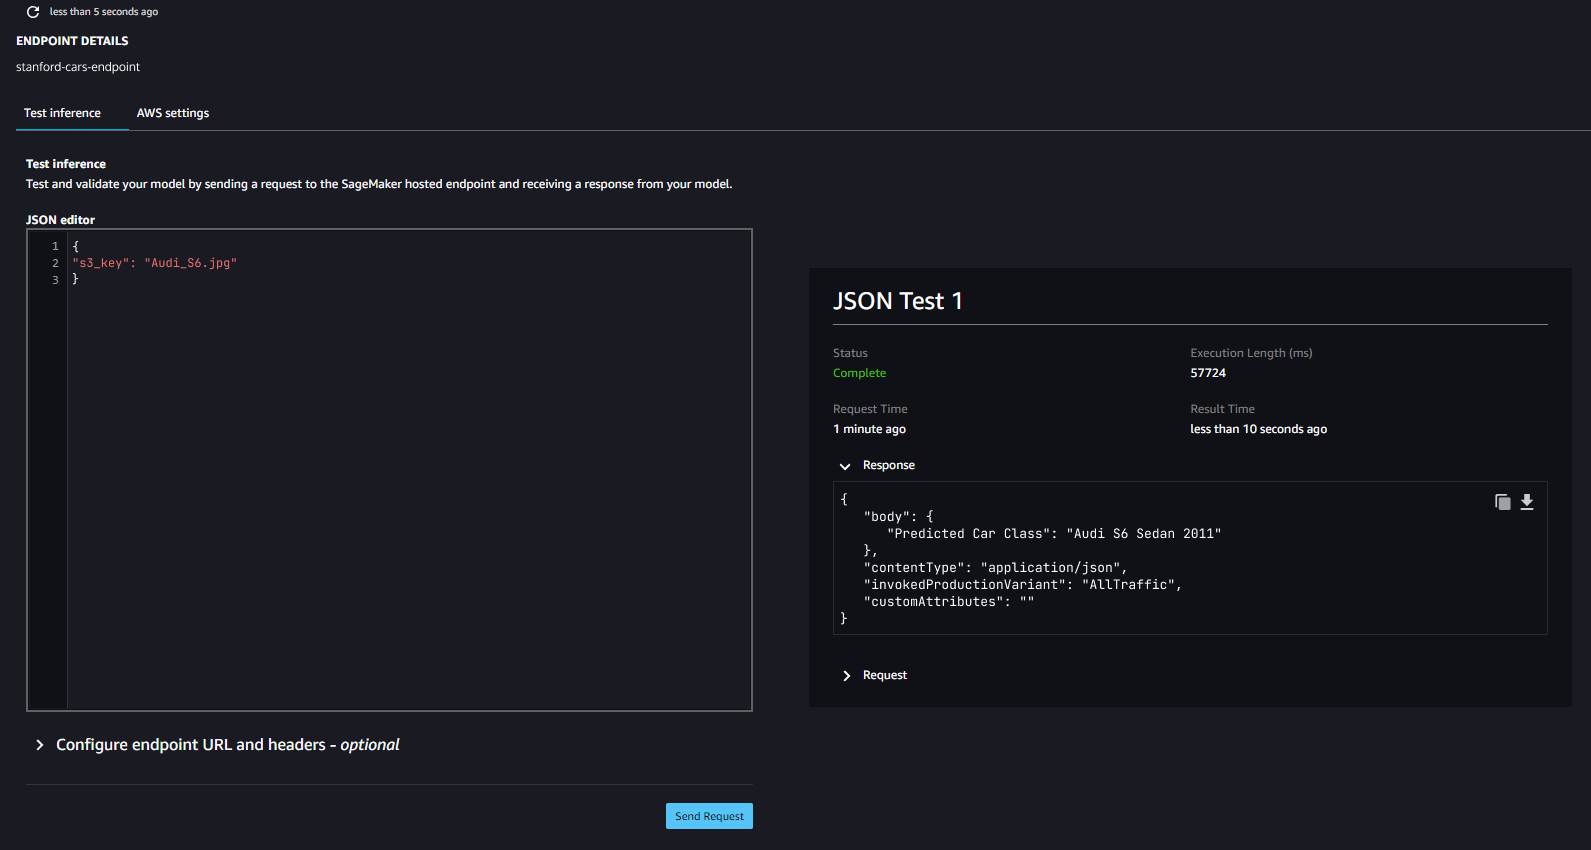 less than 5 seconds ago
ENDPOINT DETAILS
stanford-cars-endpoint
Test inference
AWS settings
Test inference
Test and validate your model by sending a request to the SageMaker hosted endpoint and receiving a response from your model.
JSON editor
1 {
2 "s3_key": "Audi_S6.jpg"
3 }
Configure endpoint URL and headers - optional
Send Request
JSON Test 1
Status
Execution Length (ms)
Complete
57724
Request Time
Result Time
1 minute ago
less than 10 seconds ago
Response
{
"body": {
"Predicted Car Class": "Audi S6 Sedan 2011"
},
"contentType": "application/json",
"invokedProductionVariant": "AllTraffic",
"customAttributes": ""
}
Request